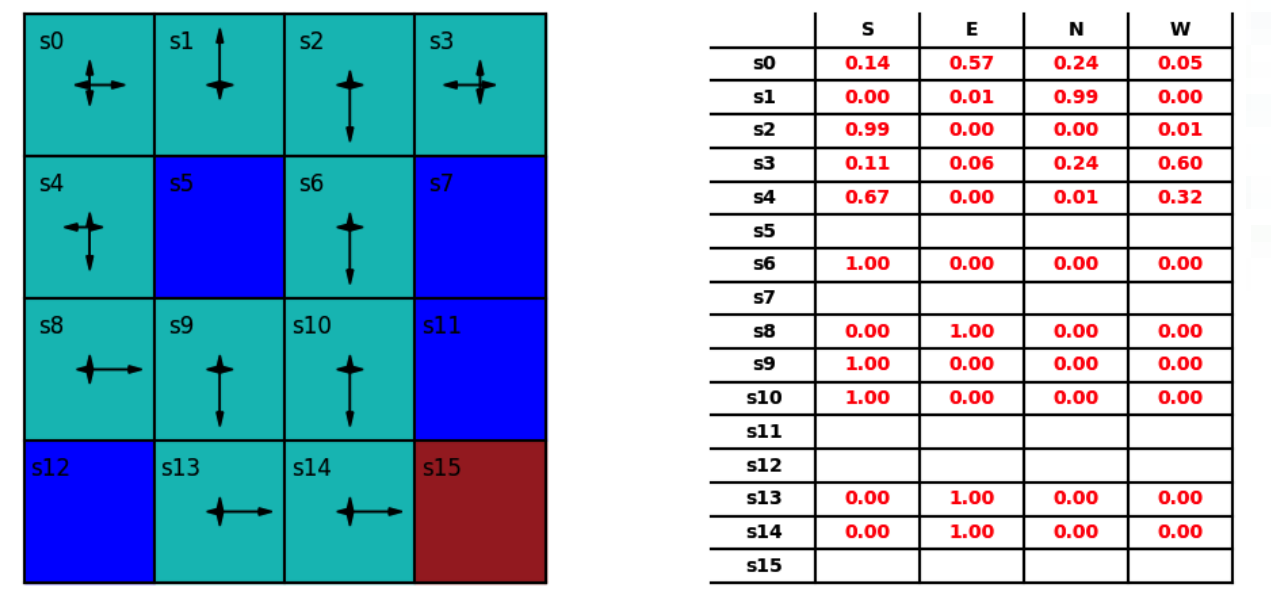 s0 s1 s2 s3
s4 s5 s6 s7
s8 s9 s10 s11
s12 s13 s14 s15
S E N W
s0 0.14 0.57 0.24 0.05
s1 0.00 0.01 0.99 0.00
s2 0.99 0.00 0.00 0.01
s3 0.11 0.06 0.24 0.60
s4 0.67 0.00 0.01 0.32
s5
s6 1.00 0.00 0.00 0.00
s7
s8 0.00 1.00 0.00 0.00
s9 1.00 0.00 0.00 0.00
s10 1.00 0.00 0.00 0.00
s11
s12
s13 0.00 1.00 0.00 0.00
s14 0.00 1.00 0.00 0.00
s15